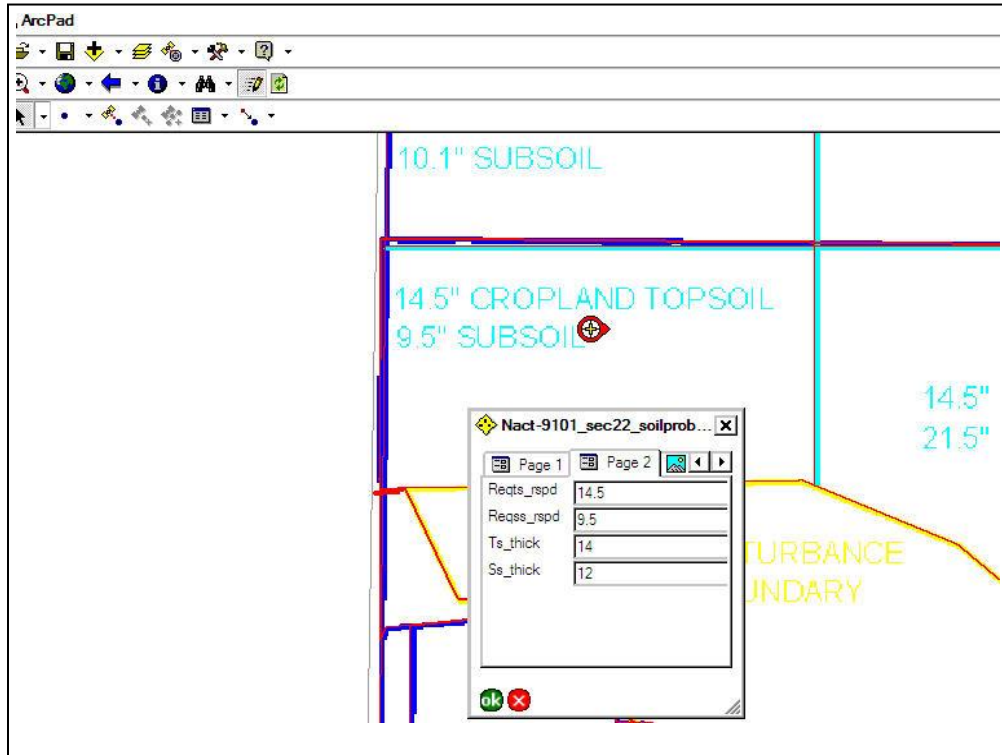 ArcPad
10.1" SUBSOIL
14.5" CROPLAND TOPSOIL
9.5" SUBSOIL
14.5"
21.5"
Nact-9101_sec22_soilprob...
Page 1
Page 2
Reqts_rspd 14.5
Reqss_rspd 9.5
Ts_thick 14
Ss_thick 12
TURBANCE
UNDARY
ok